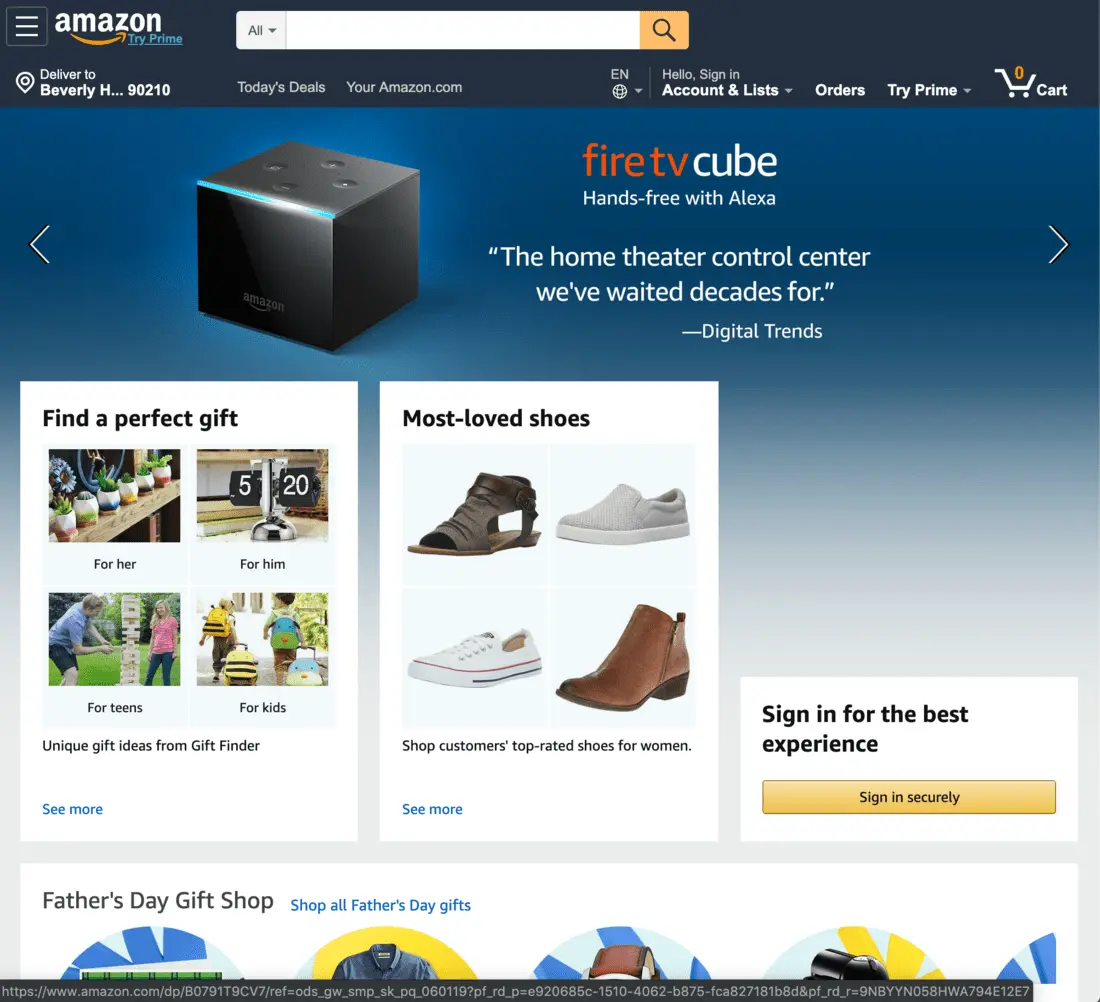 amazon
Try Prime
All
Deliver to
Beverly H... 90210
Today's Deals
Your Amazon.com
EN
Hello, Sign in
Account & Lists
Orders
Try Prime
0
Cart
fire tv cube
Hands-free with Alexa
“The home theater control center
we've waited decades for.”
—Digital Trends
amazon
Find a perfect gift
5 20
For her
For him
For teens
For kids
Unique gift ideas from Gift Finder
See more
Most-loved shoes
Shop customers' top-rated shoes for women.
See more
Sign in for the best
experience
Sign in securely
Father's Day Gift Shop
Shop all Father's Day gifts
https://www.amazon.com/dp/B0791T9CV7/ref=ods_gw_smp_sk_pq_060119?pf_rd_p=e920685c-1510-4062-b875-fca827181b8d&pf_rd_r=9NBYYN058HWA794E12E7